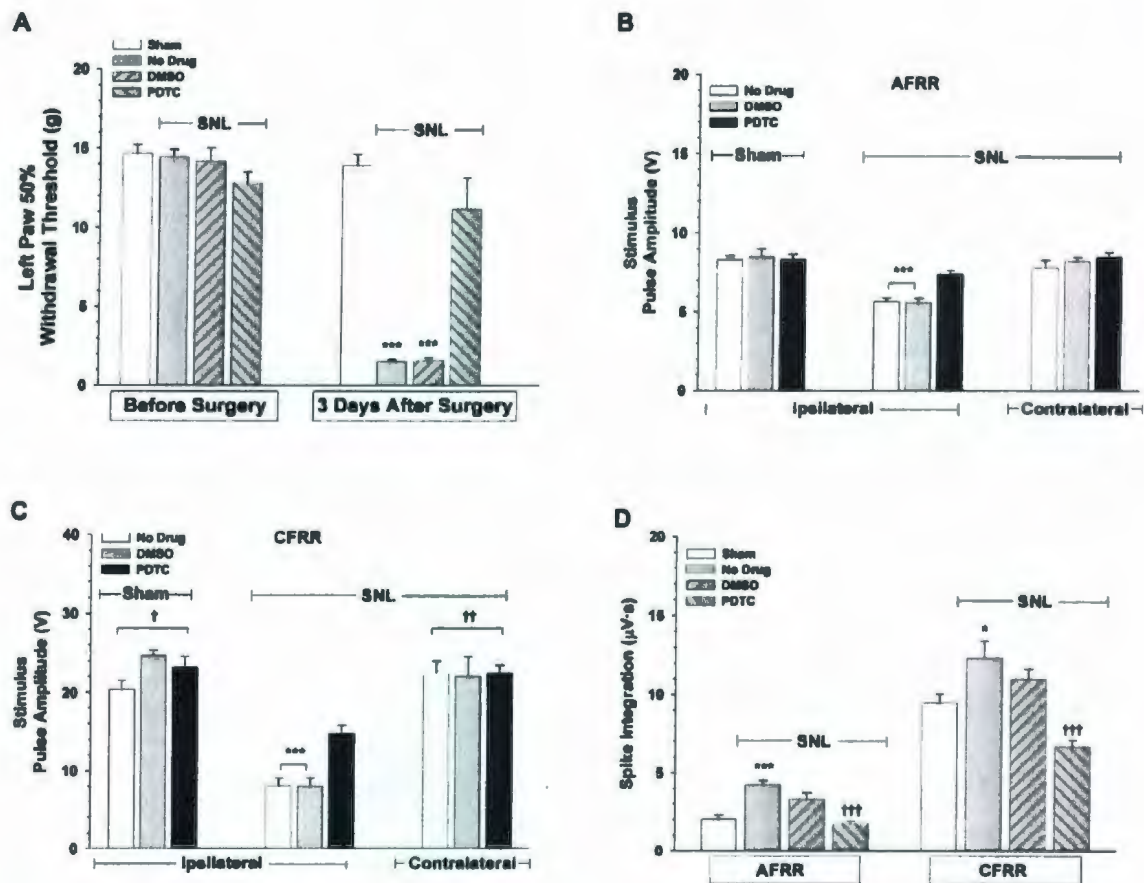 A
Sham
No Drug
DMSO
PDTC
SNL
SNL
Left Paw 50%
Withdrawal Threshold (g)
20
15
10
5
0
***
***
Before Surgery
3 Days After Surgery
B
No Drug
DMSO
PDTC
AFRR
Sham
SNL
Stimulus
Pulse Amplitude (V)
20
15
10
5
0
***
Ipsilateral
Contralateral
C
No Drug
DMSO
PDTC
CFRR
Sham
SNL
†
††
Stimulus
Pulse Amplitude (V)
40
30
20
10
0
***
Ipsilateral
Contralateral
D
Sham
No Drug
DMSO
PDTC
SNL
SNL
Spike Integration (µV·s)
20
15
10
5
0
***
†††
*
†††
AFRR
CFRR